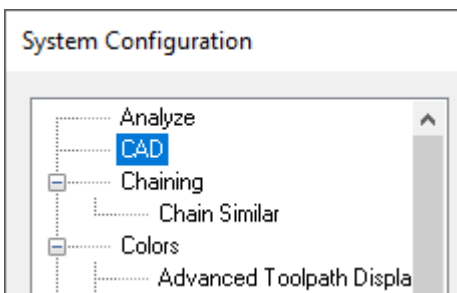 System Configuration
Analyze
CAD
Chaining
Chain Similar
Colors
Advanced Toolpath Displa